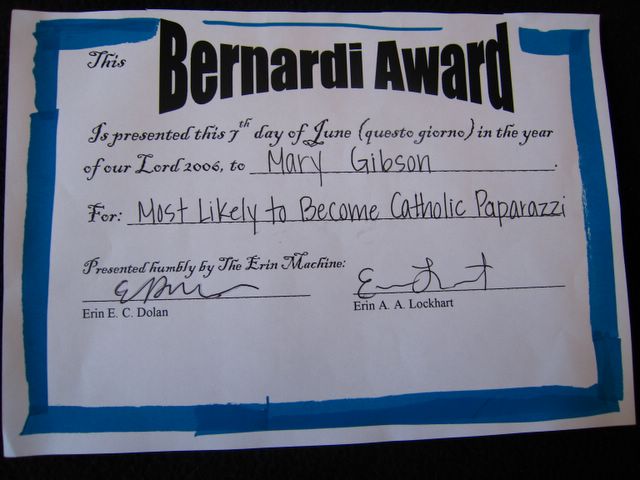 This Bernardi Award
Is presented this 7th day of June (questo giorno) in the year
of our Lord 2006, to Mary Gibson.
For: Most Likely to Become Catholic Paparazzi
Presented humbly by The Erin Machine:
Erin E. C. Dolan
Erin A. A. Lockhart